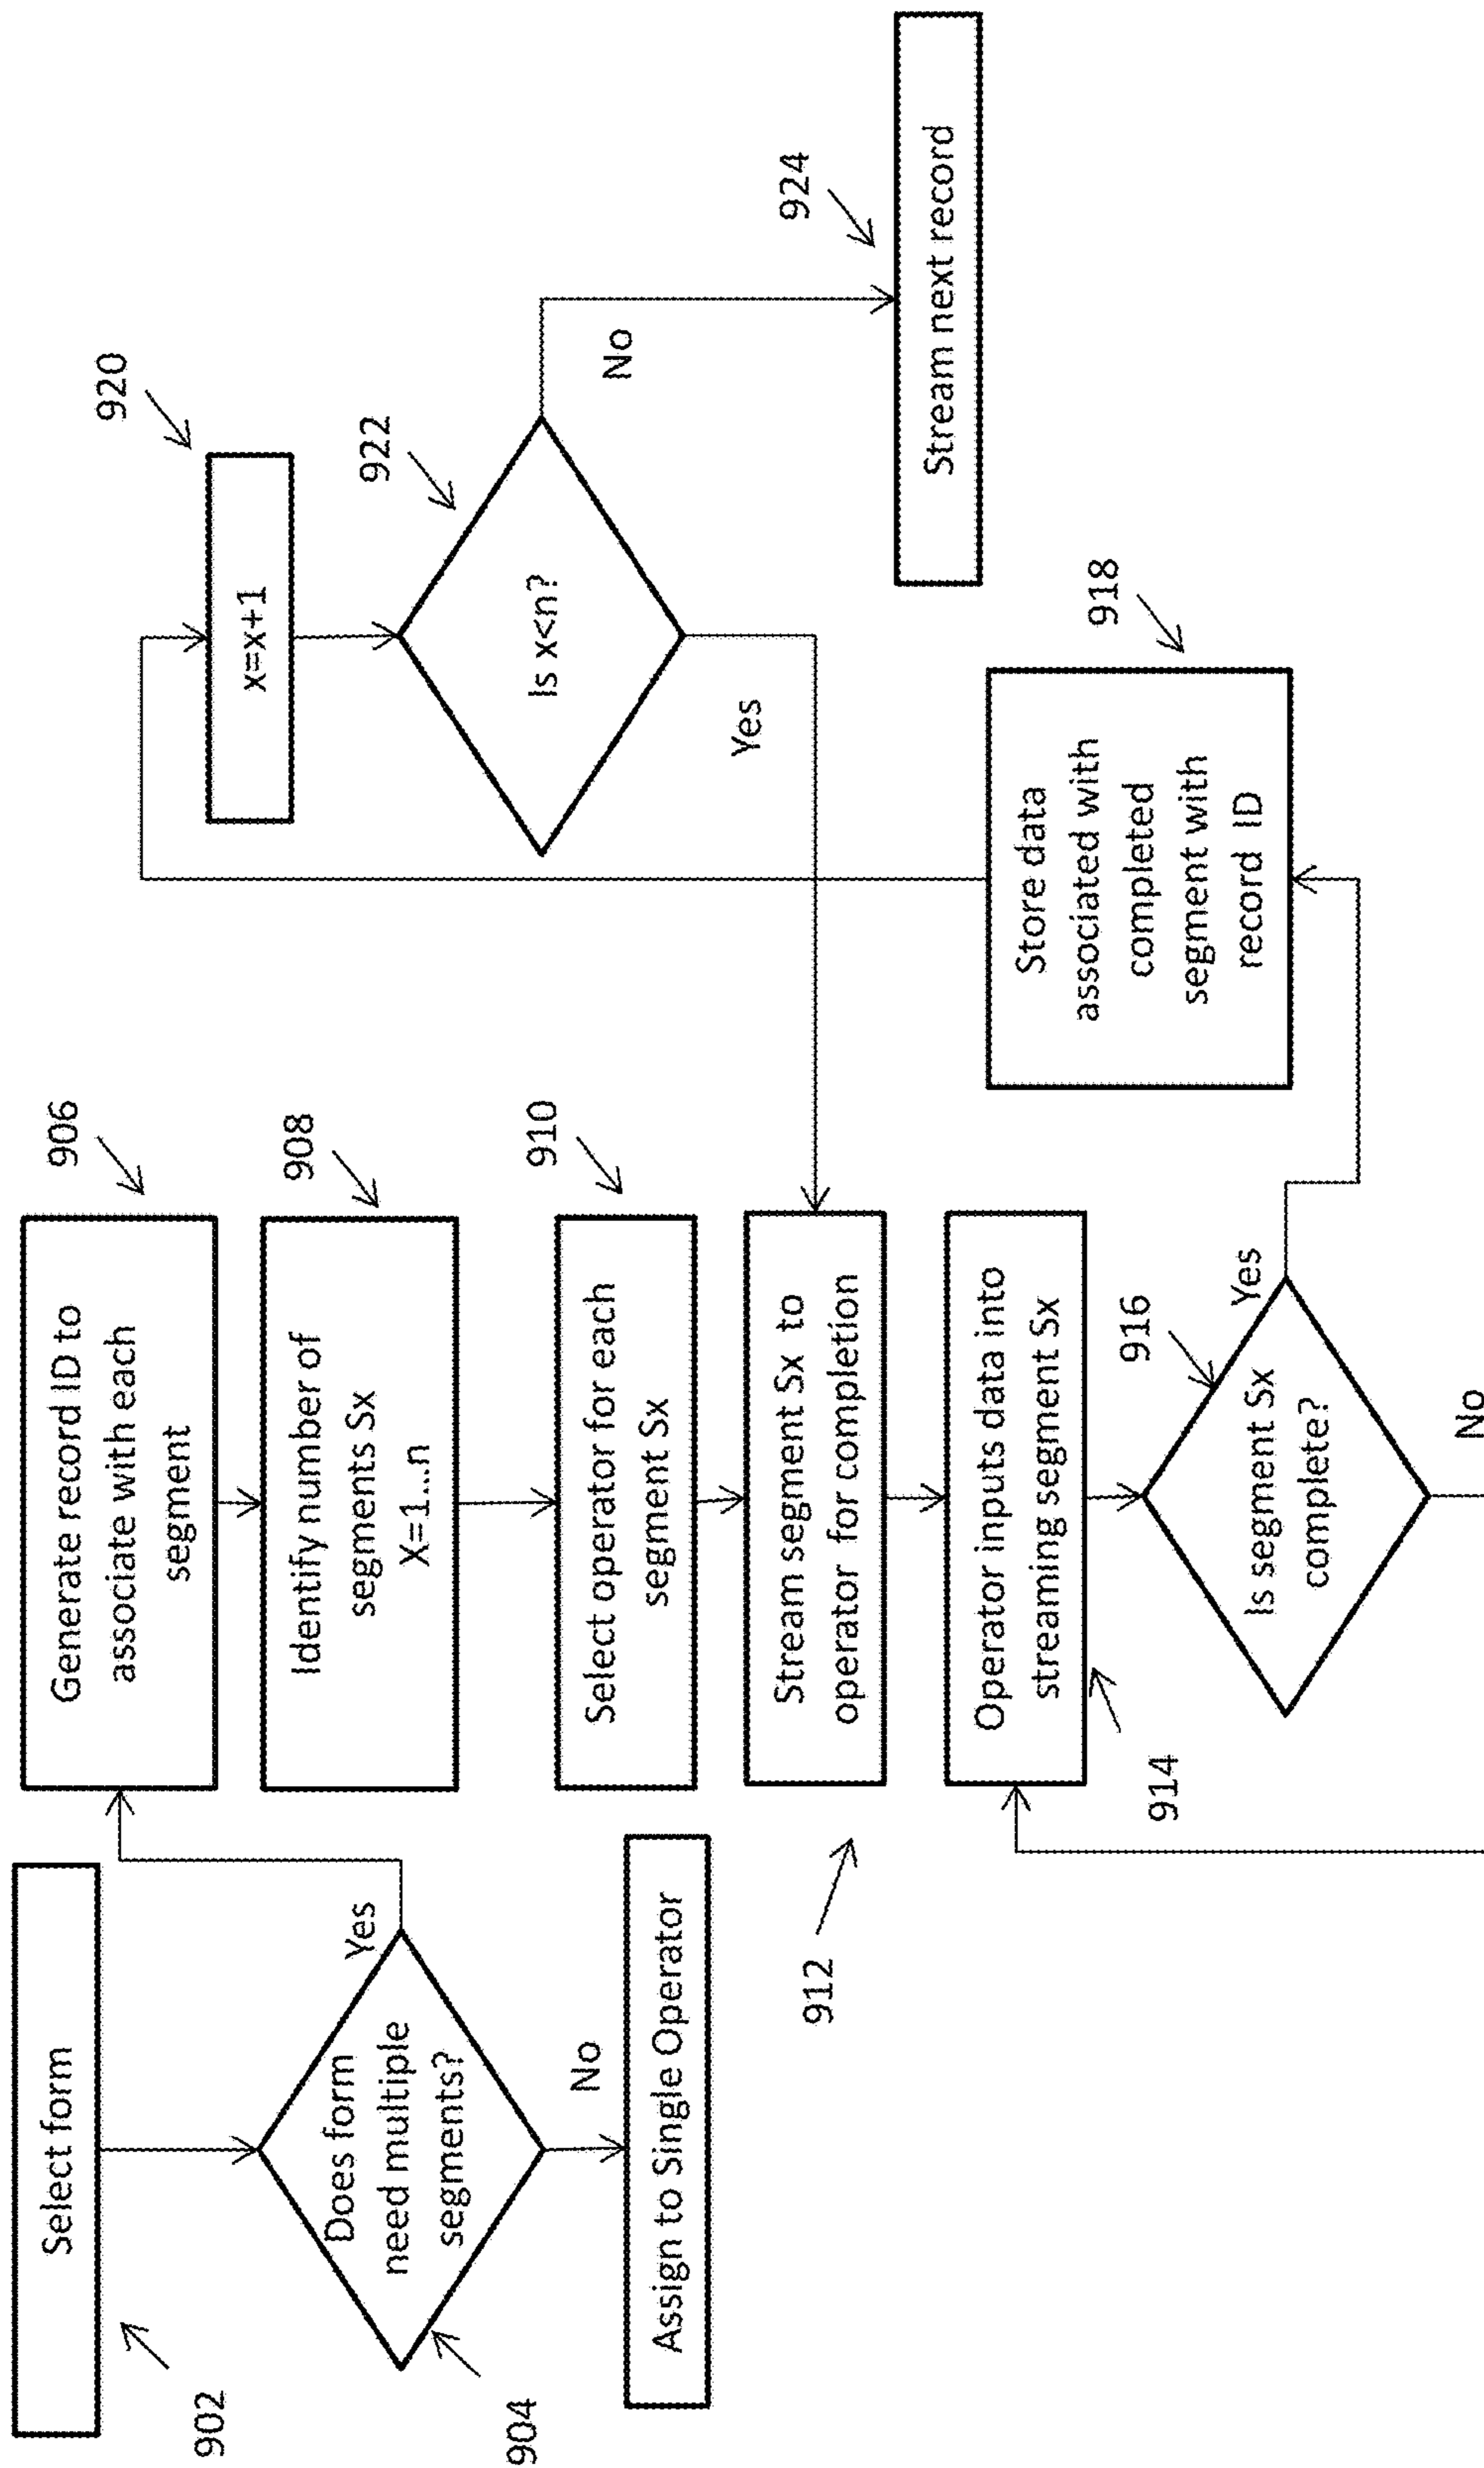 Select form
902
Does form
need multiple
segments?
904
Yes
No
Assign to Single Operator
906
Generate record ID to
associate with each
segment
908
Identify number of
segments Sx
X=1...n
910
Select operator for each
segment Sx
912
Stream segment Sx to
operator for completion
914
Operator inputs data into
streaming segment Sx
916
Is segment Sx
complete?
Yes
No
918
Store data
associated with
completed
segment with
record ID
920
x=x+1
922
Is x<n?
Yes
No
924
Stream next record